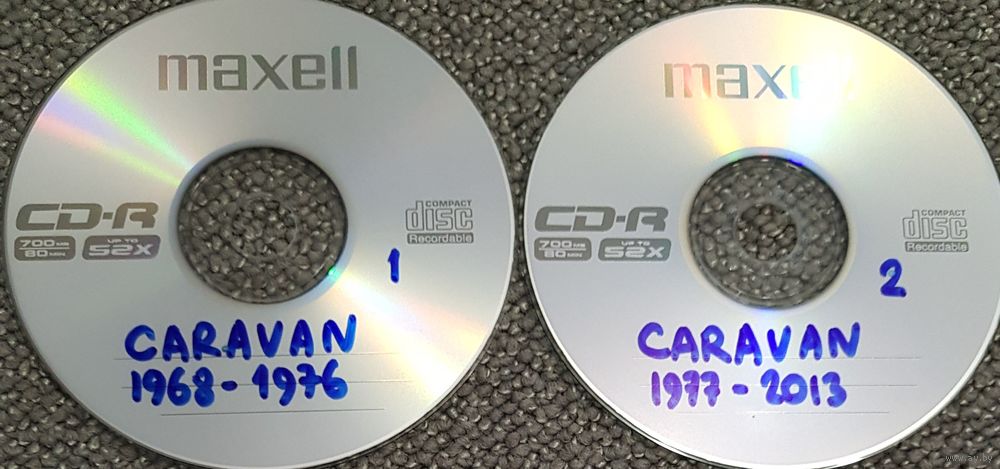 maxell
CD-R
700MB
80MIN
UP TO
52X
COMPACT
disc
Recordable
1
CARAVAN
1968-1976
maxell
CD-R
700MB
80MIN
UP TO
52X
COMPACT
disc
Recordable
2
CARAVAN
1977-2013
www.ay.by